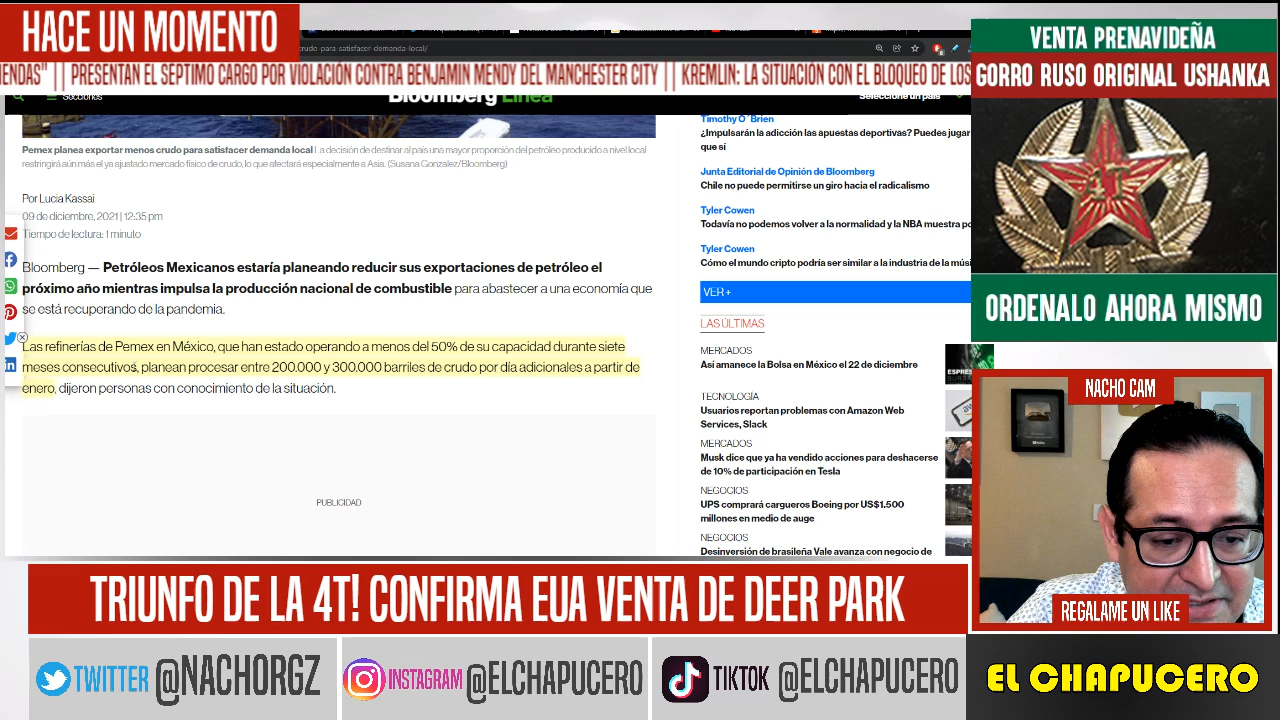 HACE UN MOMENTO
crudo-para-satisfacer-demanda-local/
IENDAS" || PRESENTAN EL SEPTIMO CARGO POR VIOLACIÓN CONTRA BENJAMIN MENDY DEL MANCHESTER CITY || KREMLIN: LA SITUACIÓN CON EL BLOQUEO DE LOS
Secciones
Bloomberg Línea
Seleccione un país
Pemex planea exportar menos crudo para satisfacer demanda local La decisión de destinar al país una mayor proporción del petróleo producido a nivel local
restringirá aún más el ya ajustado mercado físico de crudo, lo que afectará especialmente a Asia. (Susana Gonzalez/Bloomberg)
Por Lucia Kassai
09 de diciembre, 2021 | 12:35 pm
Tiempo de lectura: 1 minuto
Bloomberg — Petróleos Mexicanos estaría planeando reducir sus exportaciones de petróleo el
próximo año mientras impulsa la producción nacional de combustible para abastecer a una economía que
se está recuperando de la pandemia.
Las refinerías de Pemex en México, que han estado operando a menos del 50% de su capacidad durante siete
meses consecutivos, planean procesar entre 200.000 y 300.000 barriles de crudo por día adicionales a partir de
enero, dijeron personas con conocimiento de la situación.
PUBLICIDAD
Timothy O´Brien
¿Impulsarán la adicción las apuestas deportivas? Puedes jugar
que sí
Junta Editorial de Opinión de Bloomberg
Chile no puede permitirse un giro hacia el radicalismo
Tyler Cowen
Todavía no podemos volver a la normalidad y la NBA muestra po
Tyler Cowen
Cómo el mundo cripto podría ser similar a la industria de la músi
VER +
LAS ÚLTIMAS
MERCADOS
Así amanece la Bolsa en México el 22 de diciembre
TECNOLOGÍA
Usuarios reportan problemas con Amazon Web
Services, Slack
MERCADOS
Musk dice que ya ha vendido acciones para deshacerse
de 10% de participación en Tesla
NEGOCIOS
UPS comprará cargueros Boeing por US$1.500
millones en medio de auge
NEGOCIOS
Desinversión de brasileña Vale avanza con negocio de
VENTA PRENAVIDEÑA
GORRO RUSO ORIGINAL USHANKA
4T
ORDENALO AHORA MISMO
NACHO CAM
REGALAME UN LIKE
TRIUNFO DE LA 4T! CONFIRMA EUA VENTA DE DEER PARK
TWITTER @NACHORGZ
INSTAGRAM @ELCHAPUCERO
TIKTOK @ELCHAPUCERO
EL CHAPUCERO